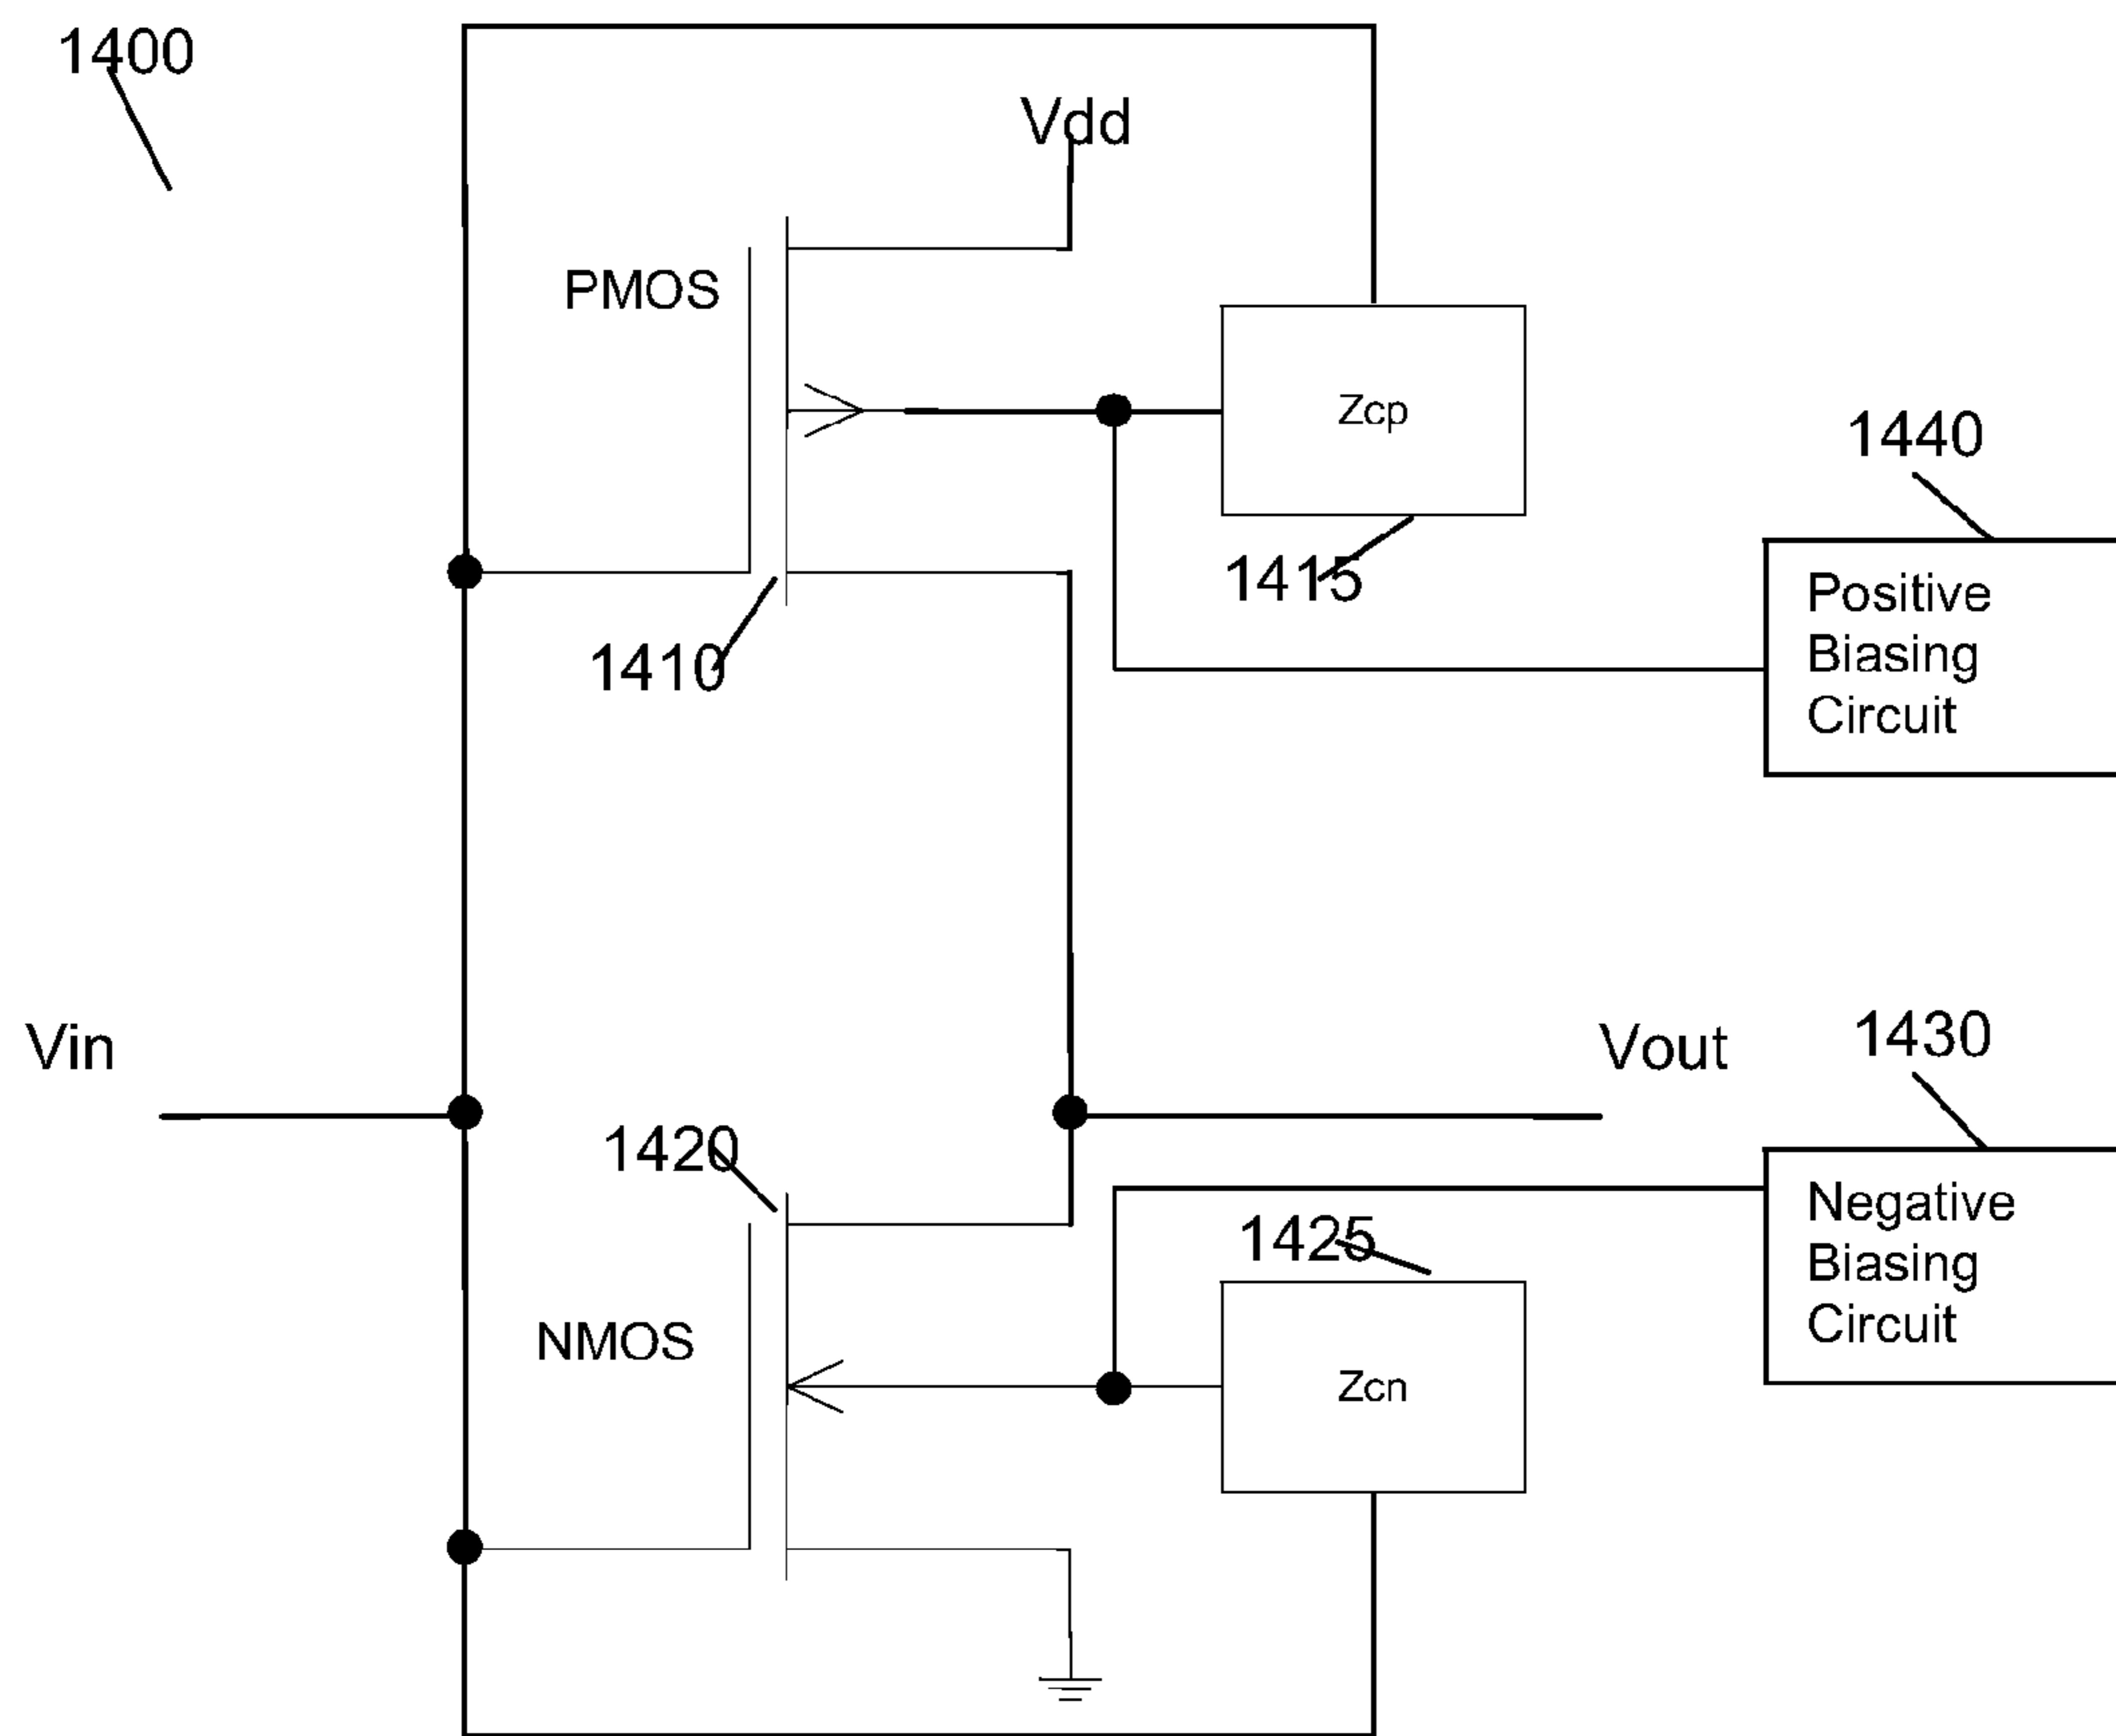 1400
Vdd
PMOS
Zcp
1440
1415
Positive
Biasing
Circuit
1410
Vin
Vout
1430
1420
Negative
Biasing
Circuit
1425
NMOS
Zcn